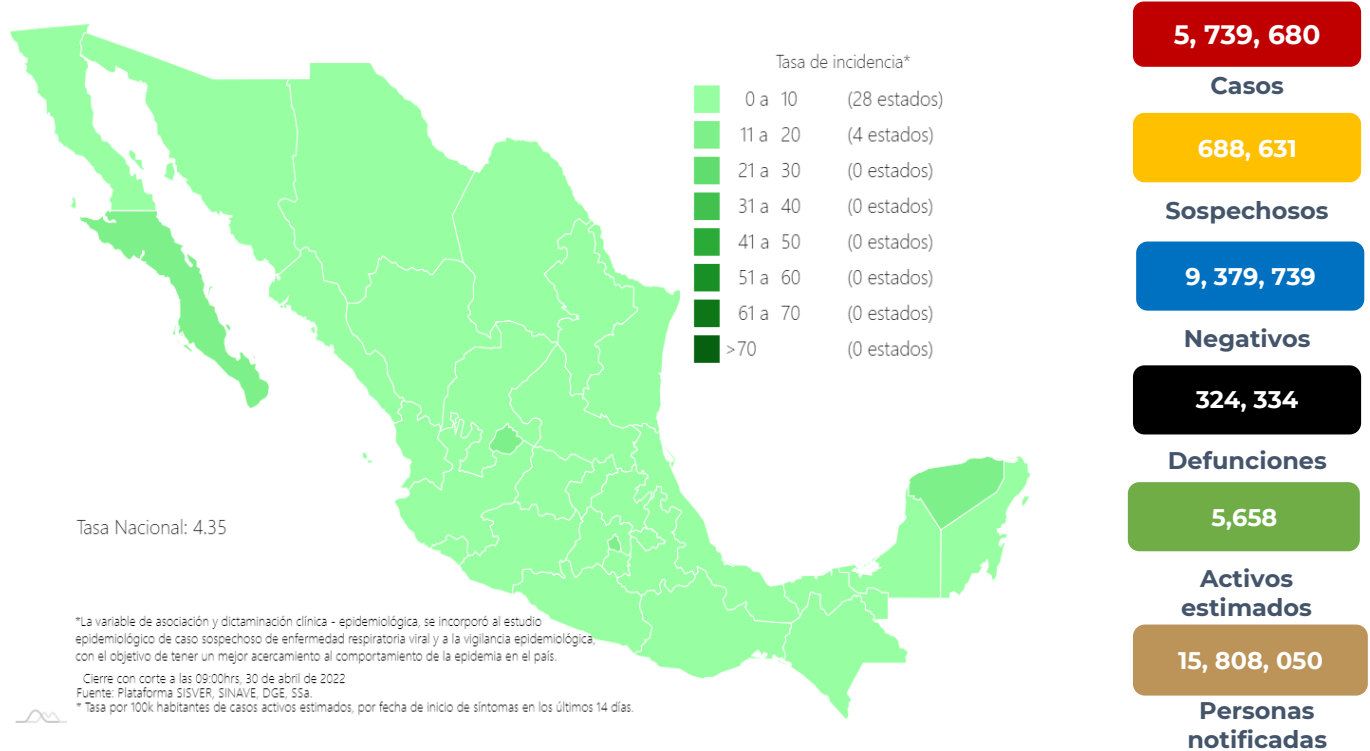 Tasa de incidencia*
0 a 10 (28 estados)
11 a 20 (4 estados)
21 a 30 (0 estados)
31 a 40 (0 estados)
41 a 50 (0 estados)
51 a 60 (0 estados)
61 a 70 (0 estados)
>70 (0 estados)
Tasa Nacional: 4.35
*La variable de asociación y dictaminación clínica - epidemiológica, se incorporó al estudio
epidemiológico de caso sospechoso de enfermedad respiratoria viral y a la vigilancia epidemiológica,
con el objetivo de tener un mejor acercamiento al comportamiento de la epidemia en el país.
Cierre con corte a las 09:00hrs, 30 de abril de 2022
Fuente: Plataforma SISVER, SINAVE, DGE, SSa.
* Tasa por 100k habitantes de casos activos estimados, por fecha de inicio de síntomas en los últimos 14 días.
5, 739, 680
Casos
688, 631
Sospechosos
9, 379, 739
Negativos
324, 334
Defunciones
5,658
Activos
estimados
15, 808, 050
Personas
notificadas